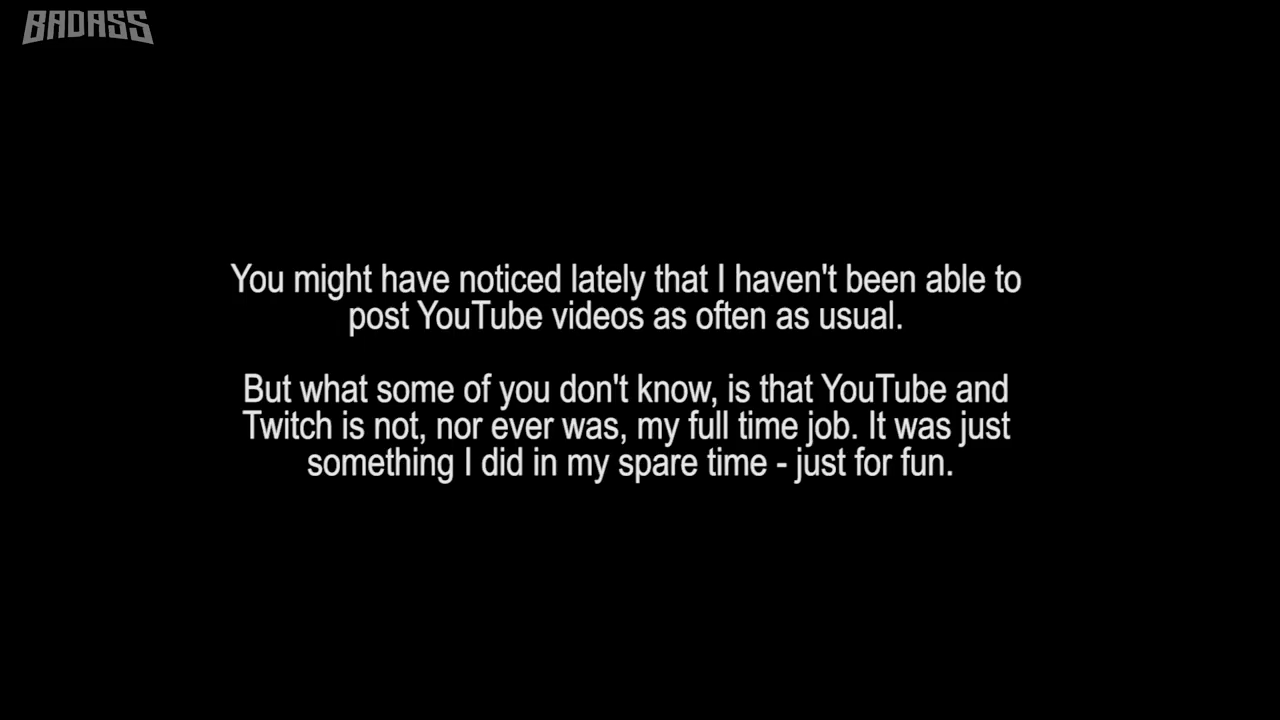 BADASS
You might have noticed lately that I haven't been able to
post YouTube videos as often as usual.
But what some of you don't know, is that YouTube and
Twitch is not, nor ever was, my full time job. It was just
something I did in my spare time - just for fun.